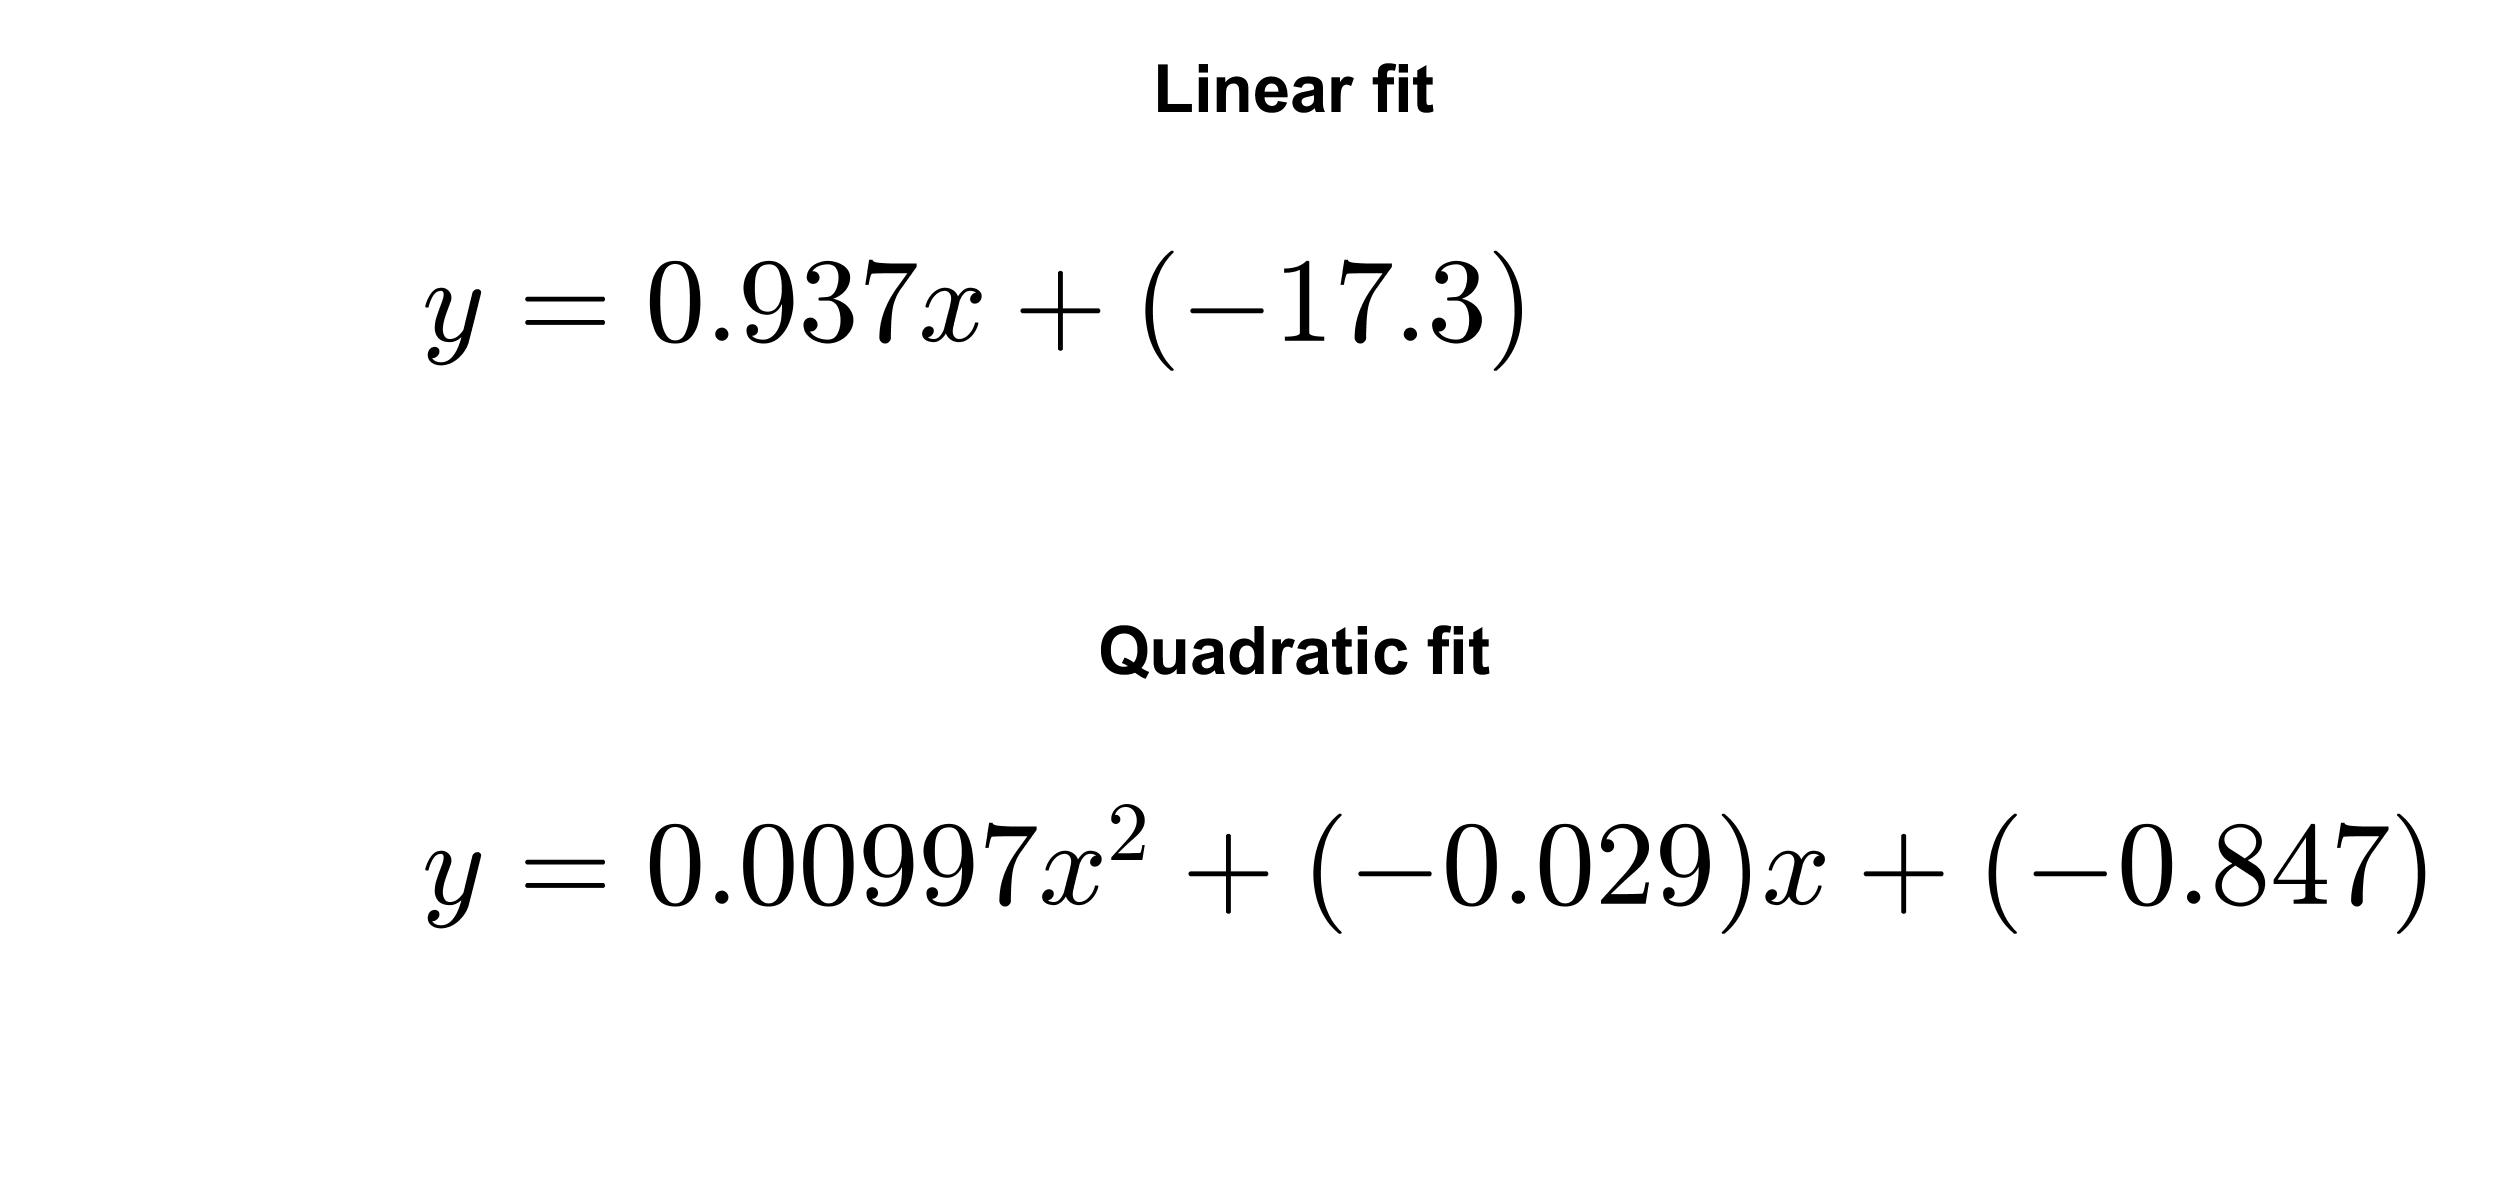 Linear fit
y = 0.937x + (−17.3)
Quadratic fit
y = 0.00997x² + (−0.029)x + (−0.847)